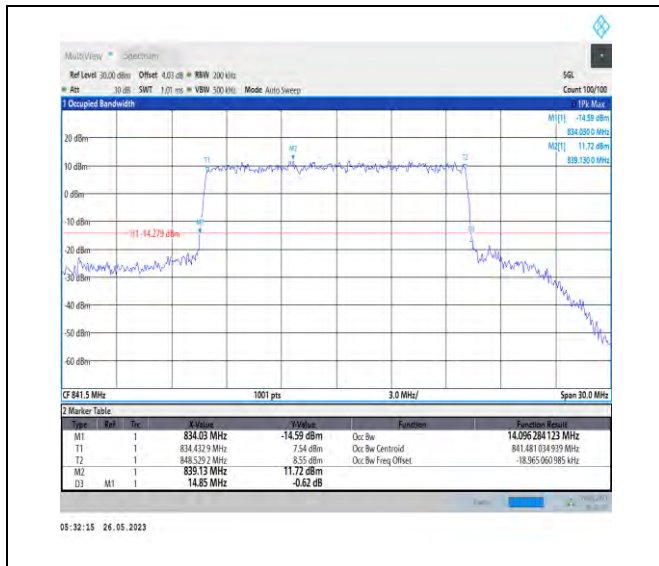 MultiView Spectrum
Ref Level 30.00 dBm Offset 4.03 dB RBW 200 kHz SGL
Att 30 dB SWT 1.01 ms VBW 500 kHz Mode Auto Sweep Count 100/100
1 Occupied Bandwidth 1Pk Max
M1[1] -14.59 dBm
834.0300 MHz
M2[1] 11.72 dBm
839.1300 MHz
20 dBm
M2
T1
T2
10 dBm
0 dBm
-10 dBm
M1
H1 -14.279 dBm
D3
-20 dBm
-30 dBm
-40 dBm
-50 dBm
-60 dBm
CF 841.5 MHz 1001 pts 3.0 MHz/ Span 30.0 MHz
2 Marker Table
Type Ref Trc X-Value Y-Value Function Function Result
M1 1 834.03 MHz -14.59 dBm Occ Bw 14.096 284 123 MHz
T1 1 834.432 9 MHz 7.54 dBm Occ Bw Centroid 841.481 034 939 MHz
T2 1 848.529 2 MHz 8.55 dBm Occ Bw Freq Offset -18.965 060 985 kHz
M2 1 839.13 MHz 11.72 dBm
D3 M1 1 14.85 MHz -0.62 dB
05:32:15 26.05.2023